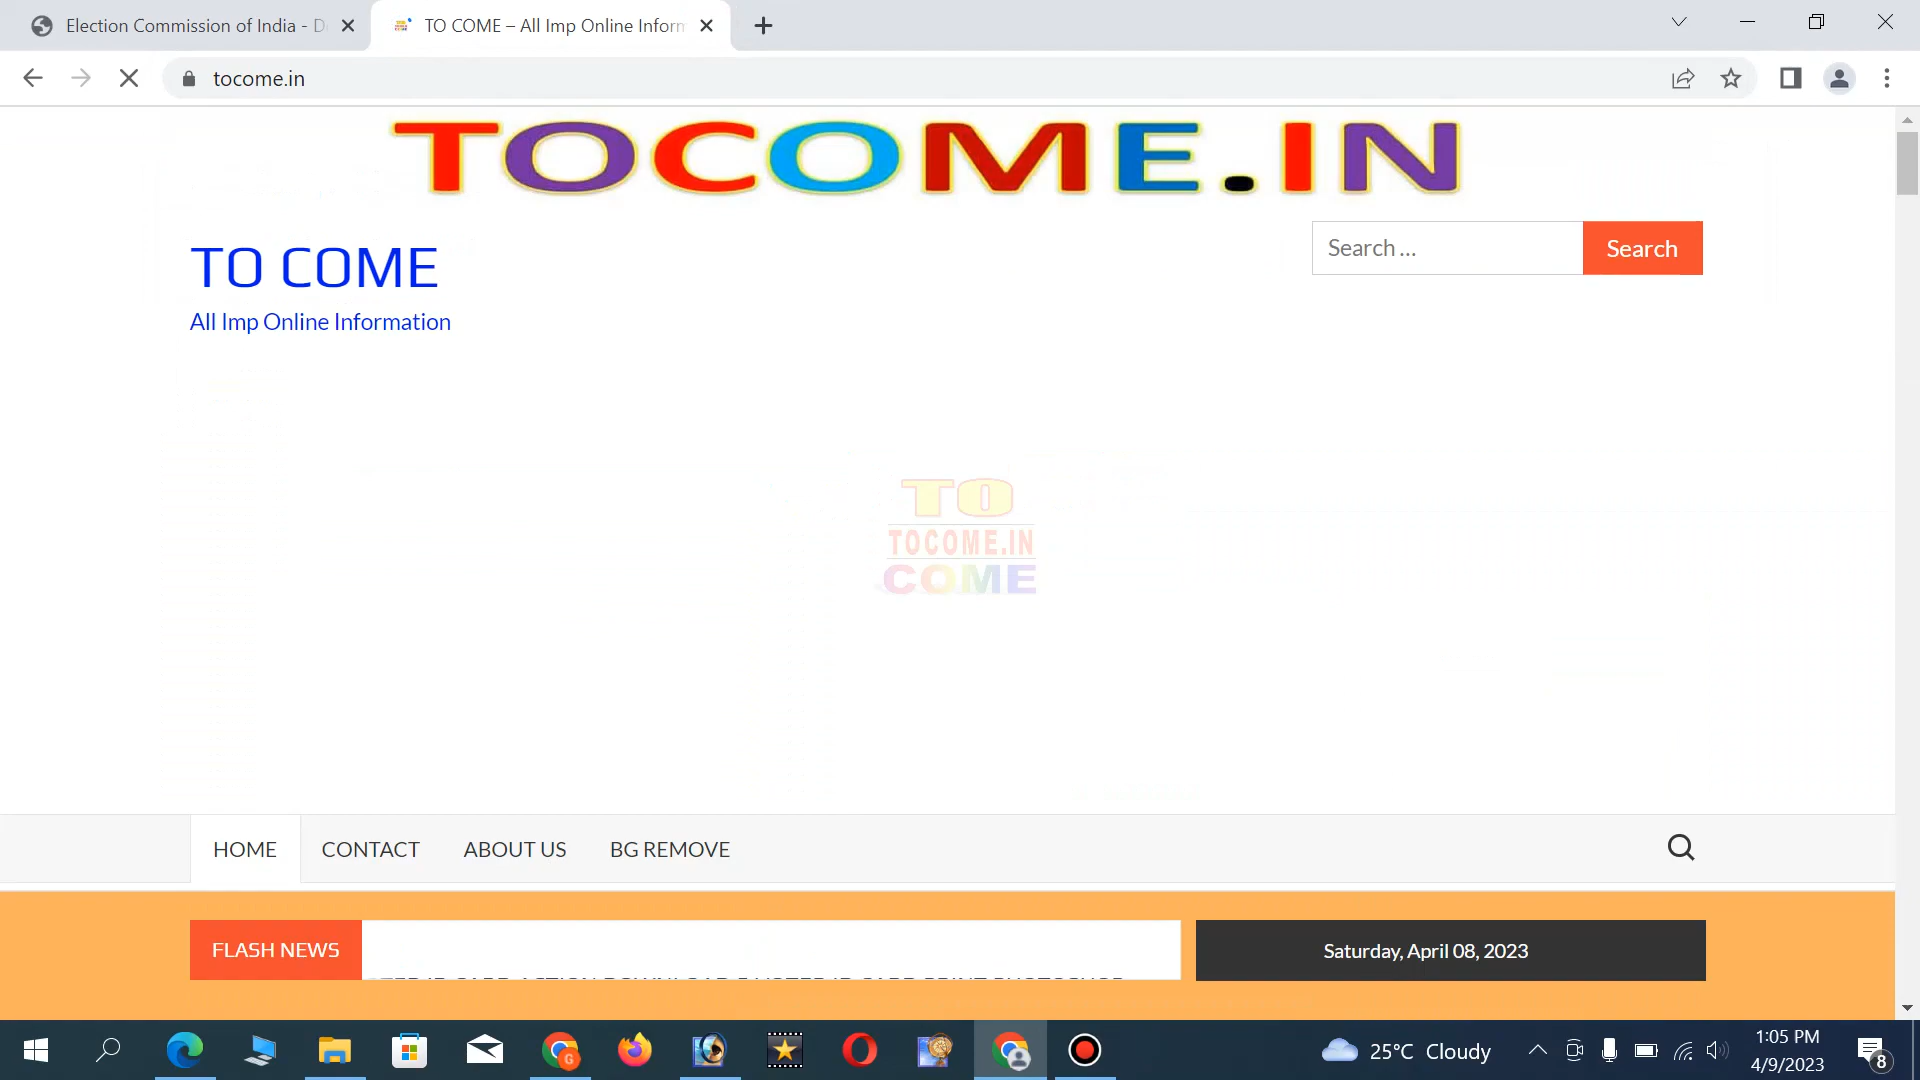 Election Commission of India - D
TO COME – All Imp Online Inforn
tocome.in
TOCOME.IN
TO COME
All Imp Online Information
Search ...
Search
TO
TOCOME.IN
COME
HOME
CONTACT
ABOUT US
BG REMOVE
FLASH NEWS
Saturday, April 08, 2023
G
25°C Cloudy
1:05 PM
4/9/2023
8